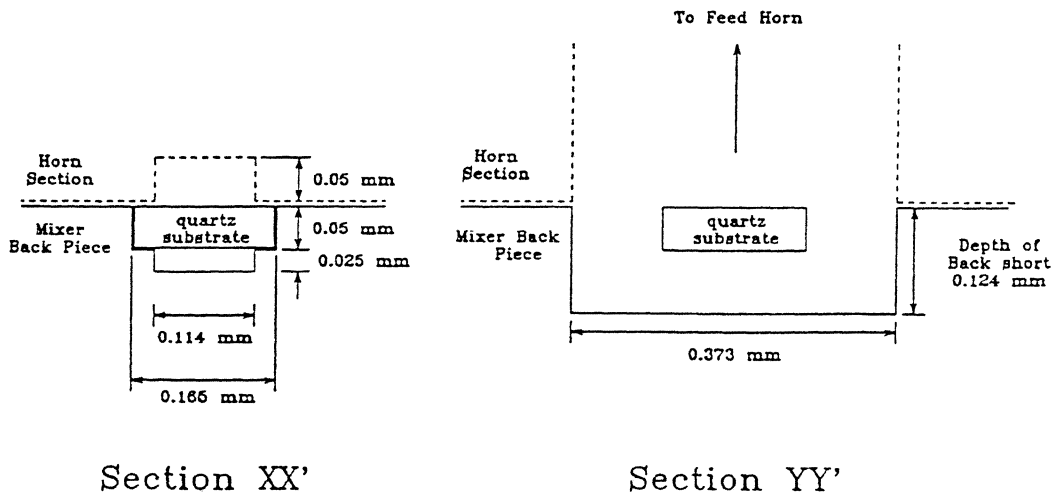 To Feed Horn
Horn
Section
Mixer
Back Piece
quartz
substrate
0.05 mm
0.05 mm
0.025 mm
0.114 mm
0.165 mm
Section XX'
Horn
Section
Mixer Back
Piece
quartz
substrate
Depth of
Back short
0.124 mm
0.373 mm
Section YY'